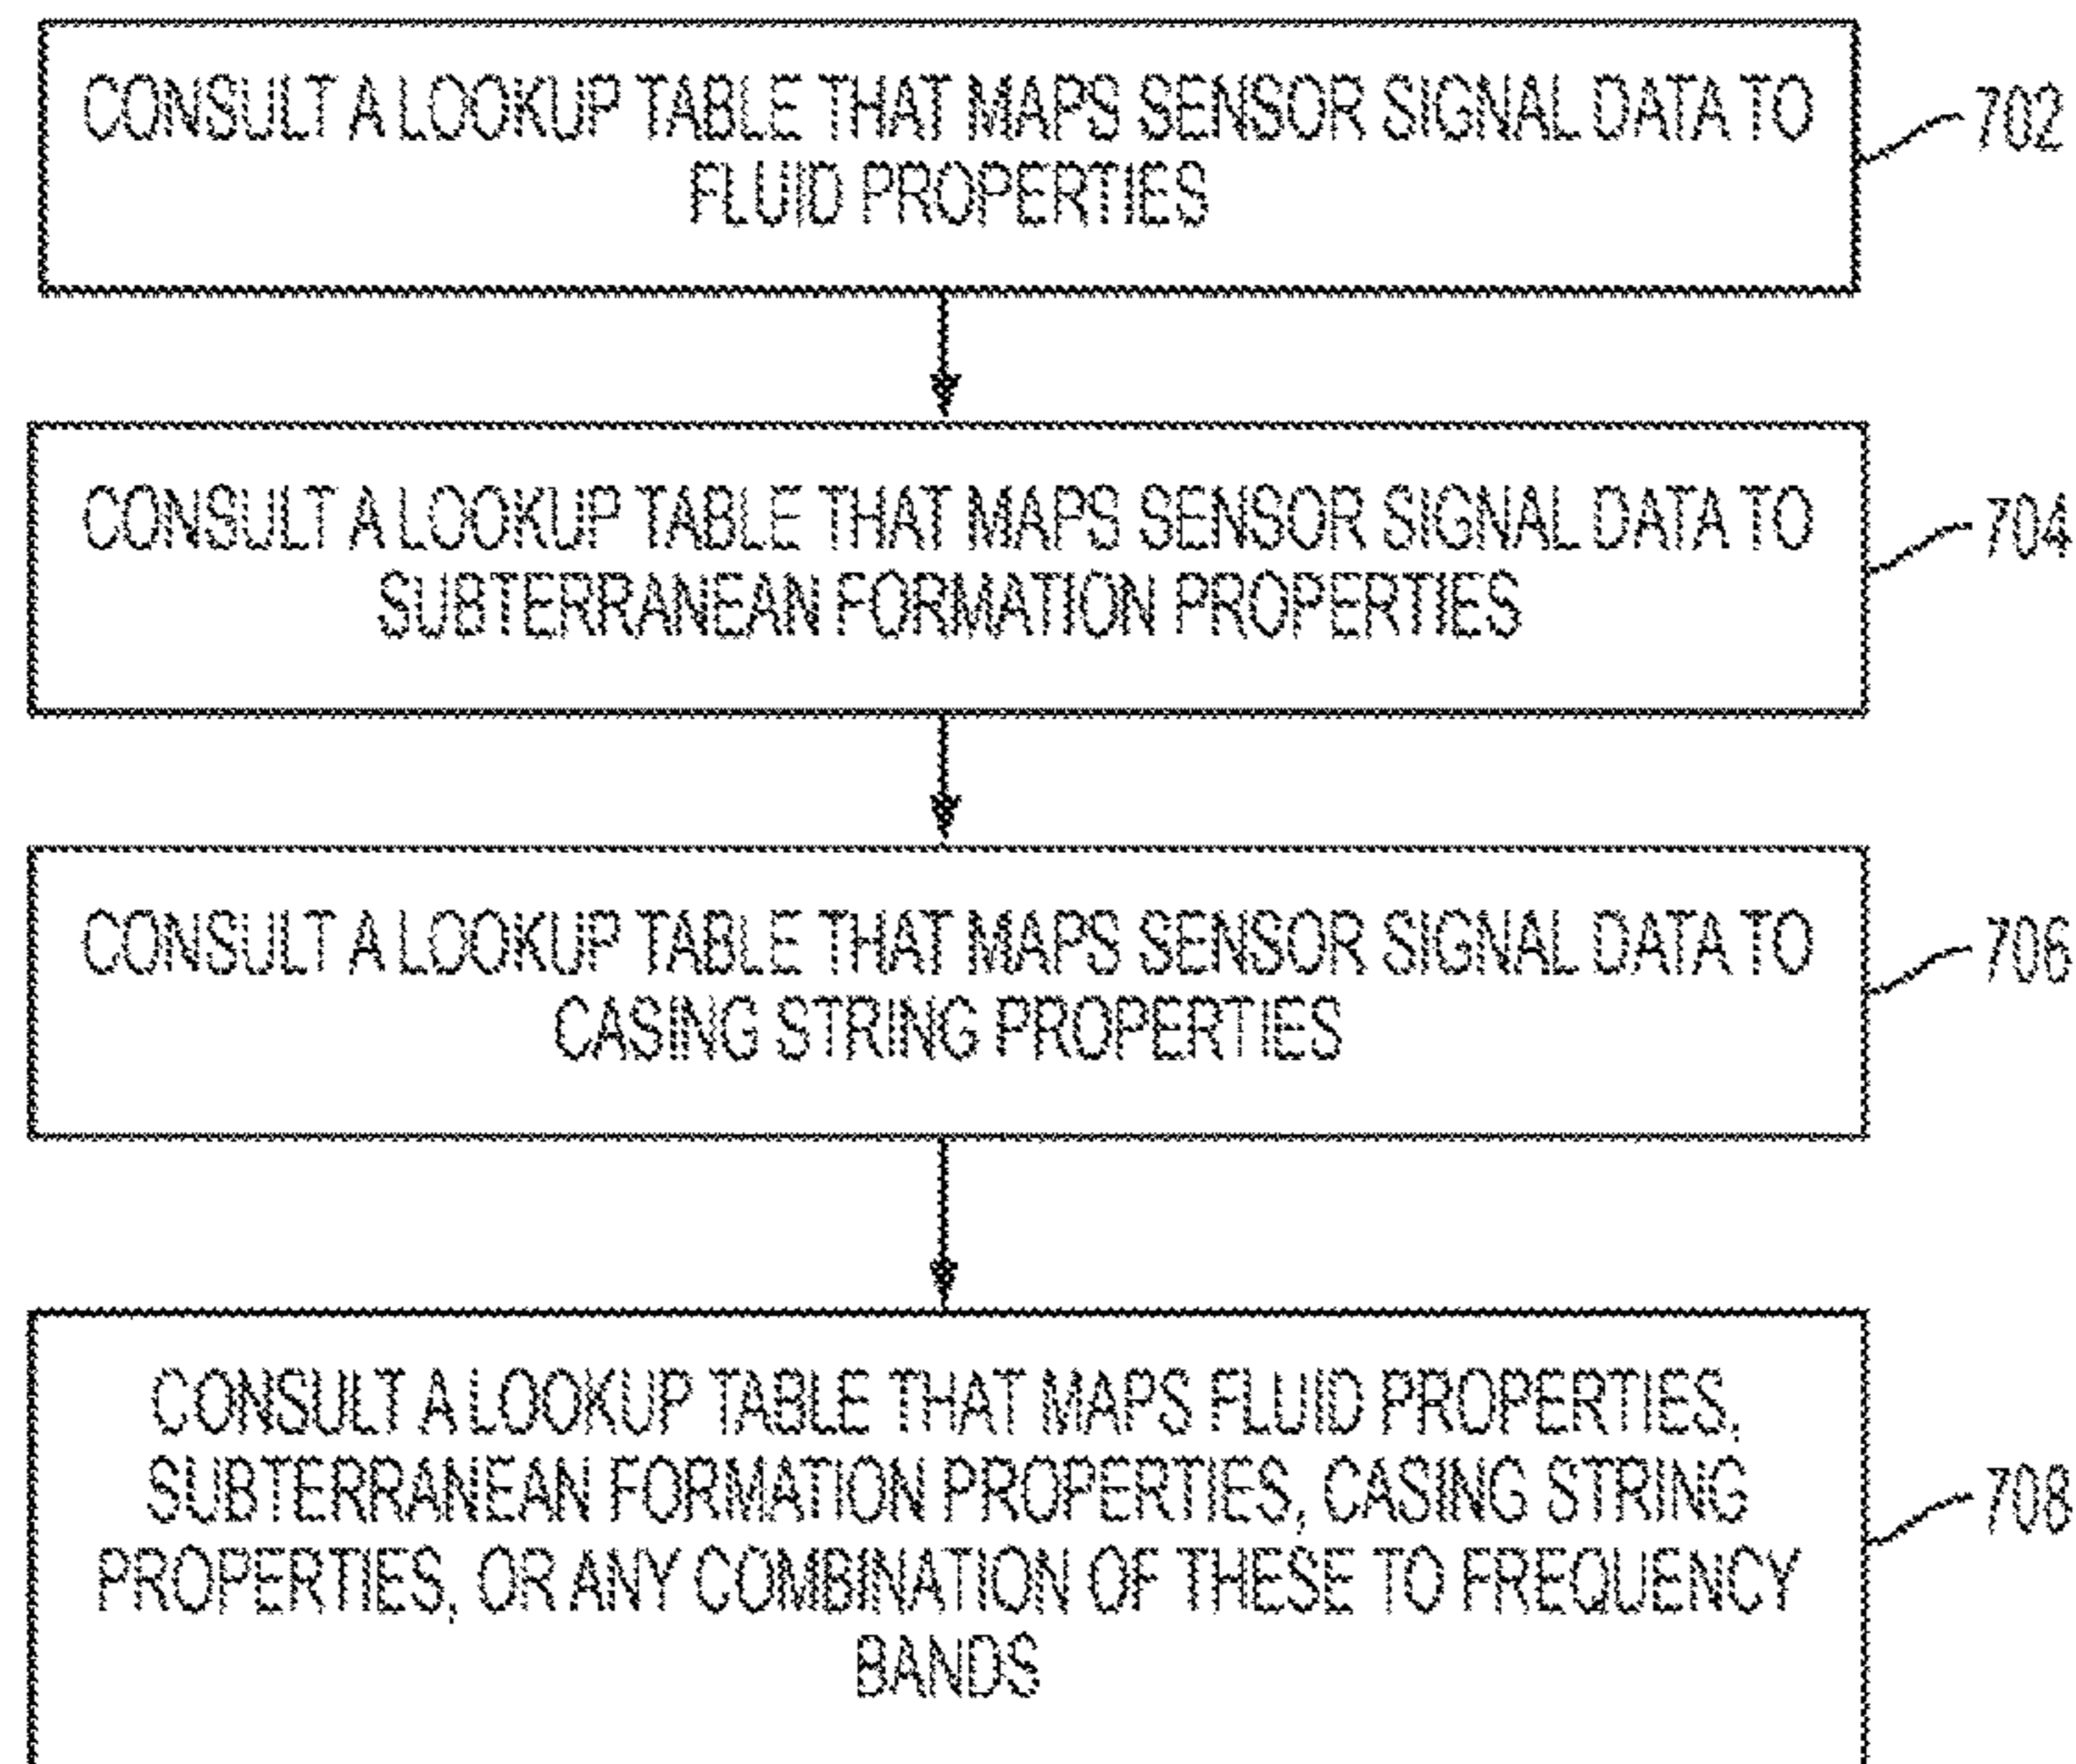 CONSULT A LOOKUP TABLE THAT MAPS SENSOR SIGNAL DATA TO
FLUID PROPERTIES
702
CONSULT A LOOKUP TABLE THAT MAPS SENSOR SIGNAL DATA TO
SUBTERRANEAN FORMATION PROPERTIES
704
CONSULT A LOOKUP TABLE THAT MAPS SENSOR SIGNAL DATA TO
CASING STRING PROPERTIES
706
CONSULT A LOOKUP TABLE THAT MAPS FLUID PROPERTIES,
SUBTERRANEAN FORMATION PROPERTIES, CASING STRING
PROPERTIES, OR ANY COMBINATION OF THESE TO FREQUENCY
BANDS
708